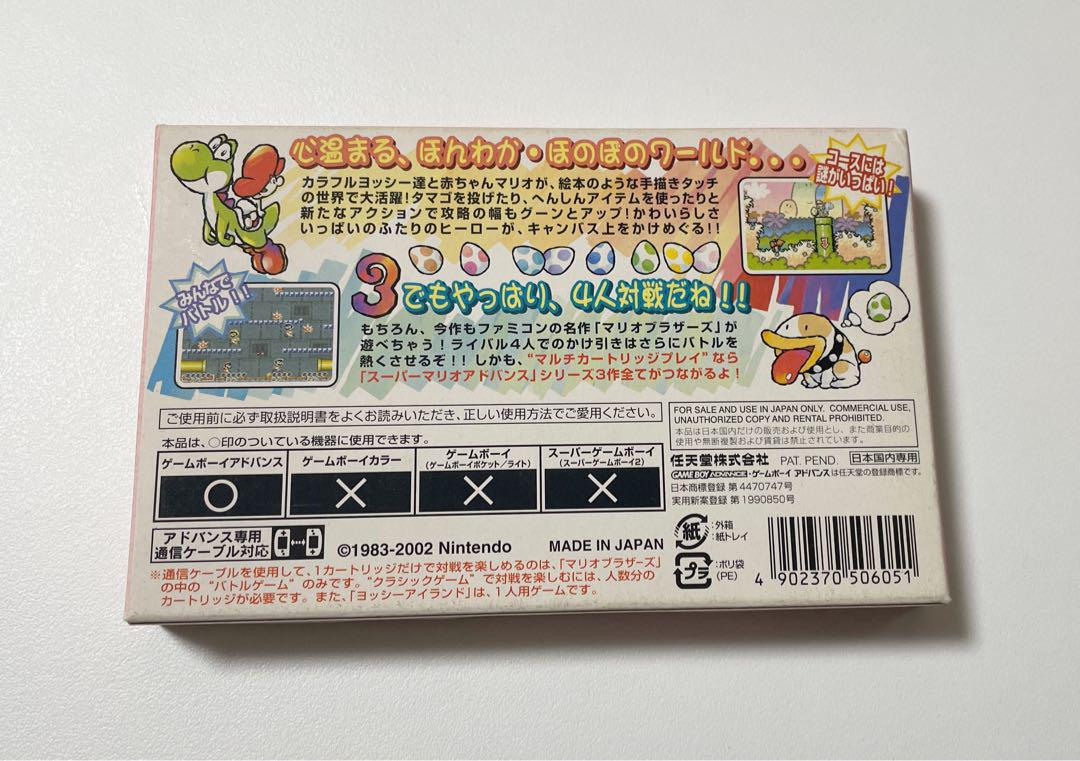 心温まる、ほんわか・ほのぼのワールド...
コースには
謎がいっぱい!
カラフルヨッシー達と赤ちゃんマリオが、絵本のような手描きタッチ
の世界で大活躍!タマゴを投げたり、へんしんアイテムを使ったりと
新たなアクションで攻略の幅もグーンとアップ!かわいらしさ
いっぱいのふたりのヒーローが、キャンバス上をかけめぐる!!
みんなで
バトル!!
3でもやっぱり、4人対戦だね!!
もちろん、今作もファミコンの名作「マリオブラザーズ」が
遊べちゃう!ライバル4人でのかけ引きはさらにバトルを
熱くさせるぞ!!しかも、“マルチカートリッジプレイ”なら
「スーパーマリオアドバンス」シリーズ3作全てがつながるよ!
ご使用前に必ず取扱説明書をよくお読みいただき、正しい使用方法でご愛用ください。
本品は、○印のついている機器に使用できます。
ゲームボーイアドバンス
ゲームボーイカラー
ゲームボーイ
(ゲームボーイポケット/ライト)
スーパーゲームボーイ
(スーパーゲームボーイ2)
○ × × ×
FOR SALE AND USE IN JAPAN ONLY. COMMERCIAL USE,
UNAUTHORIZED COPY AND RENTAL PROHIBITED.
本品は日本国内だけの販売および使用とし、また商業目的の
使用や無断複製および賃貸は禁止されています。
任天堂株式会社 PAT. PEND. 日本国内専用
GAME BOY ADVANCE・ゲームボーイ アドバンスは任天堂の登録商標です。
日本商標登録 第4470747号
実用新案登録 第1990850号
アドバンス専用
通信ケーブル対応
©1983-2002 Nintendo
MADE IN JAPAN
紙
:外箱
:紙トレイ
プラ
:ポリ袋
(PE)
4 902370 506051
※通信ケーブルを使用して、1カートリッジだけで対戦を楽しめるのは、「マリオブラザーズ」
の中の“バトルゲーム”のみです。“クラシックゲーム”で対戦を楽しむには、人数分の
カートリッジが必要です。また、「ヨッシーアイランド」は、1人用ゲームです。